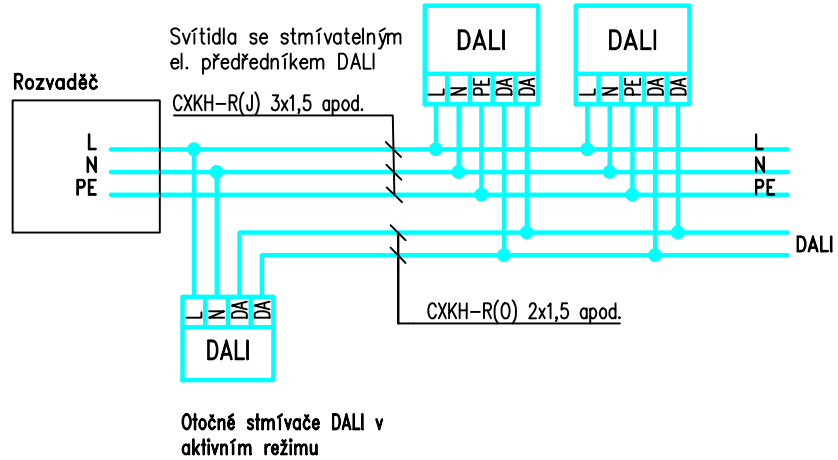 Svítidla se stmívatelným
el. předředníkem DALI
DALI
DALI
Rozvaděč
L
N
PE
DA
DA
L
N
PE
DA
DA
CXKH-R(J) 3x1,5 apod.
L
N
PE
L
N
PE
DALI
L
N
DA
DA
CXKH-R(O) 2x1,5 apod.
DALI
Otočné stmívače DALI v
aktivním režimu